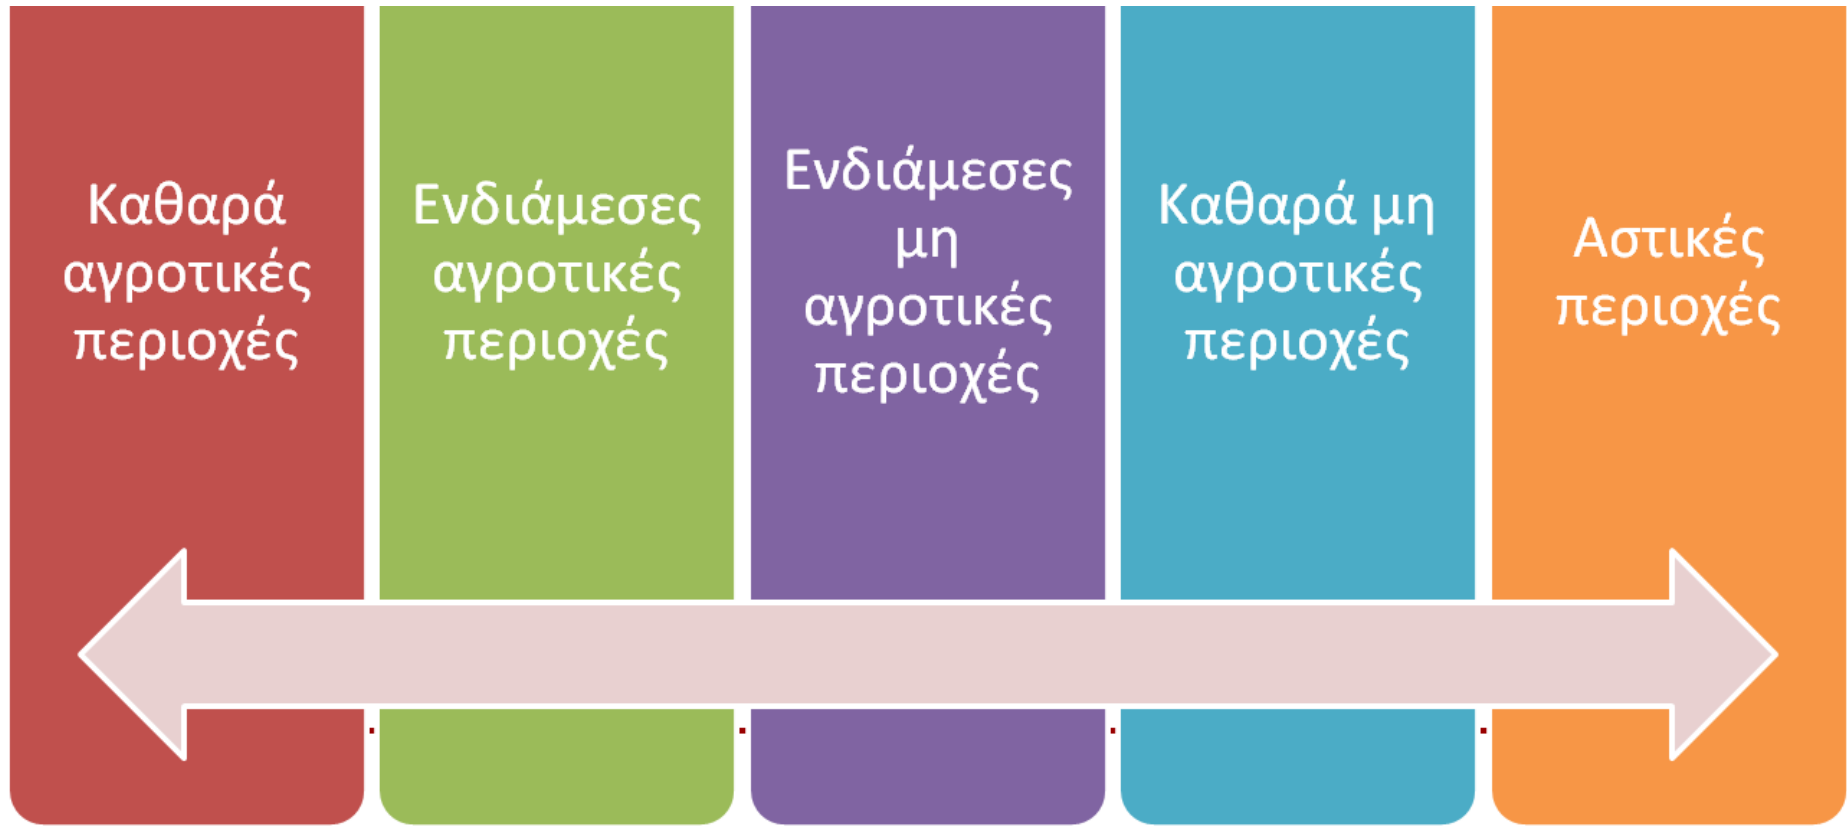 Καθαρά
αγροτικές
περιοχές
Ενδιάμεσες
αγροτικές
περιοχές
Ενδιάμεσες
μη
αγροτικές
περιοχές
Καθαρά μη
αγροτικές
περιοχές
Αστικές
περιοχές